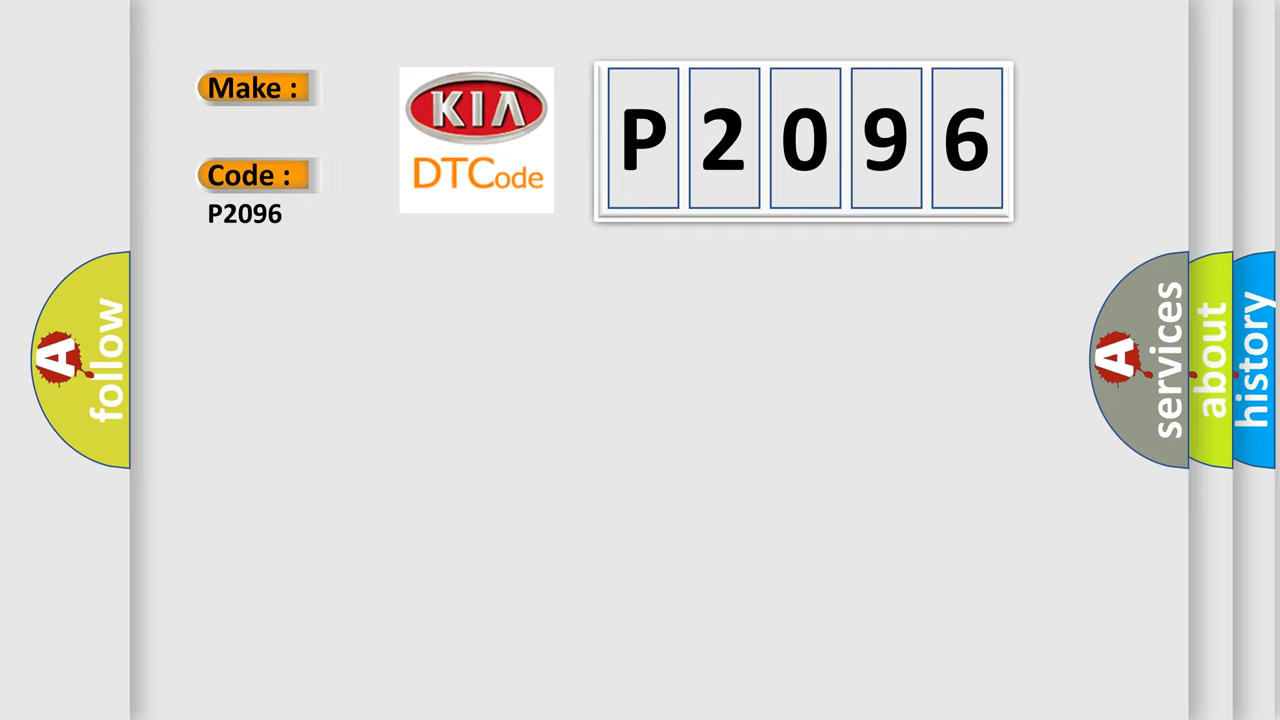 Make :
KIA
DTCode
P2096
Code :
P2096
A follow
A services
about
history